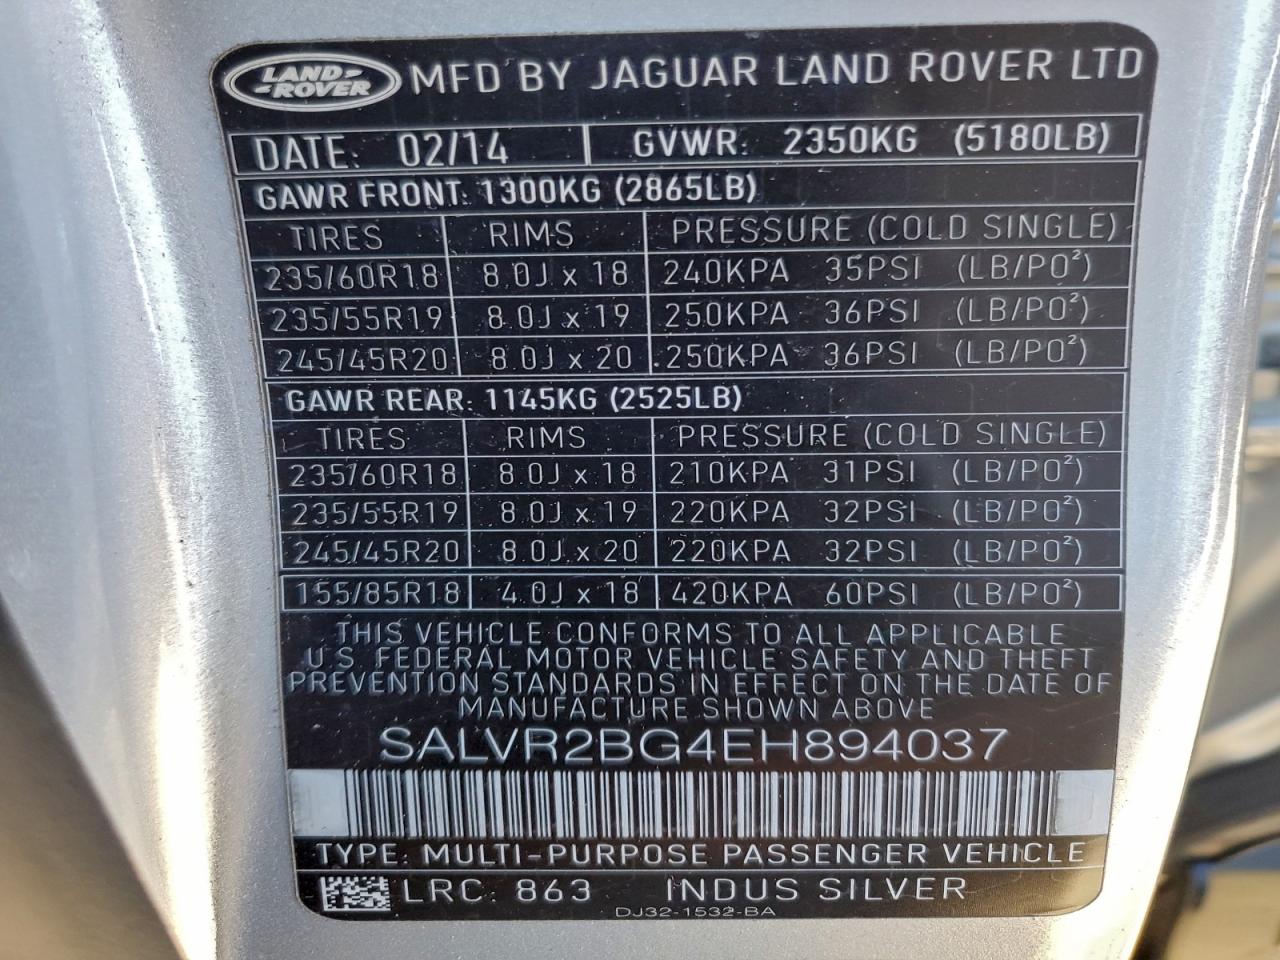 LAND ROVER MFD BY JAGUAR LAND ROVER LTD
DATE: 02/14 GVWR: 2350KG (5180LB)
GAWR FRONT: 1300KG (2865LB)
TIRES RIMS PRESSURE (COLD SINGLE)
235/60R18 8.0J x 18 240KPA 35PSI (LB/PO²)
235/55R19 8.0J x 19 250KPA 36PSI (LB/PO²)
245/45R20 8.0J x 20 250KPA 36PSI (LB/PO²)
GAWR REAR: 1145KG (2525LB)
TIRES RIMS PRESSURE (COLD SINGLE)
235/60R18 8.0J x 18 210KPA 31PSI (LB/PO²)
235/55R19 8.0J x 19 220KPA 32PSI (LB/PO²)
245/45R20 8.0J x 20 220KPA 32PSI (LB/PO²)
155/85R18 4.0J x 18 420KPA 60PSI (LB/PO²)
THIS VEHICLE CONFORMS TO ALL APPLICABLE
U.S. FEDERAL MOTOR VEHICLE SAFETY AND THEFT
PREVENTION STANDARDS IN EFFECT ON THE DATE OF
MANUFACTURE SHOWN ABOVE
SALVR2BG4EH894037
TYPE: MULTI-PURPOSE PASSENGER VEHICLE
LRC: 863 INDUS SILVER
DJ32-1532-BA